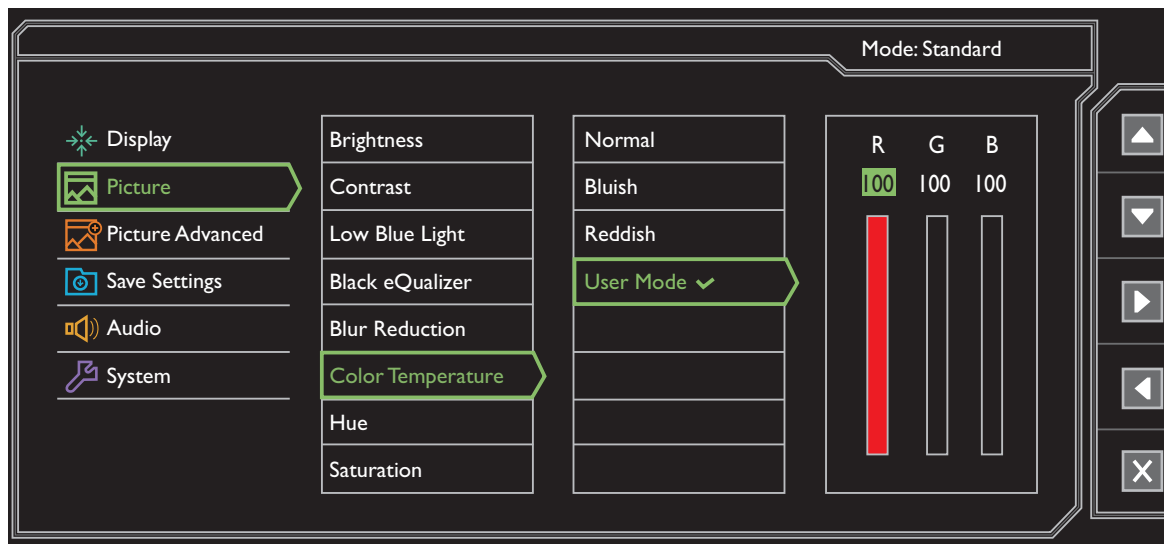 Mode: Standard
Display
Picture
Picture Advanced
Save Settings
Audio
System
Brightness
Contrast
Low Blue Light
Black eQualizer
Blur Reduction
Color Temperature
Hue
Saturation
Normal
Bluish
Reddish
User Mode
R G B
100 100 100